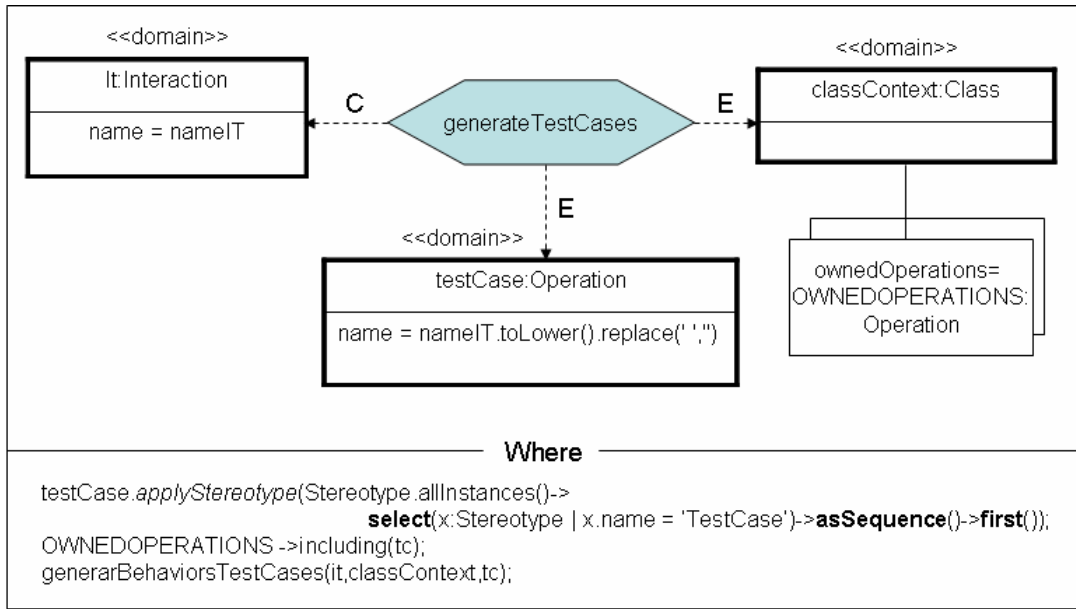 <<domain>>
It:Interaction
name = nameIT
C
generateTestCases
E
<<domain>>
classContext:Class
E
<<domain>>
testCase:Operation
name = nameIT.toLower().replace(' ','')
ownedOperations=
OWNEDOPERATIONS:
Operation
Where
testCase.applyStereotype(Stereotype.allInstances()->
select(x:Stereotype | x.name = 'TestCase')->asSequence()->first());
OWNEDOPERATIONS ->including(tc);
generarBehaviorsTestCases(it,classContext,tc);